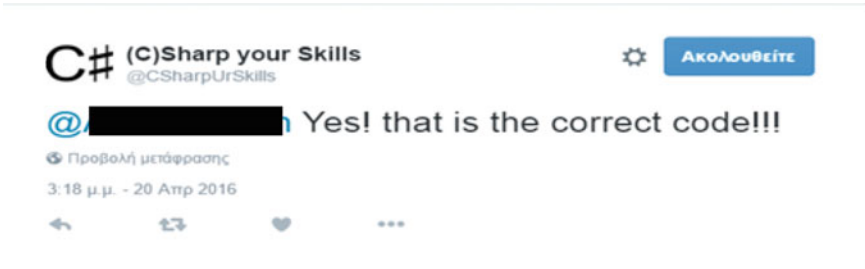 C# (C)Sharp your Skills
@CSharpUrSkills
Ακολουθείτε
@ Yes! that is the correct code!!!
Προβολή μετάφρασης
3:18 μ.μ. - 20 Απρ 2016